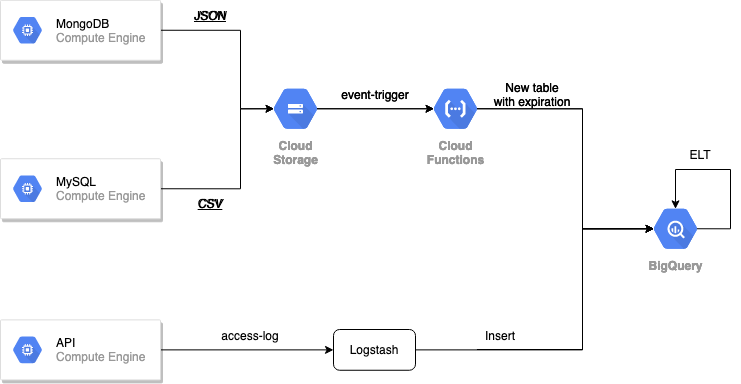 MongoDB
Compute Engine
JSON
event-trigger
New table
with expiration
Cloud
Storage
Cloud
Functions
ELT
MySQL
Compute Engine
CSV
BigQuery
API
Compute Engine
access-log
Logstash
Insert